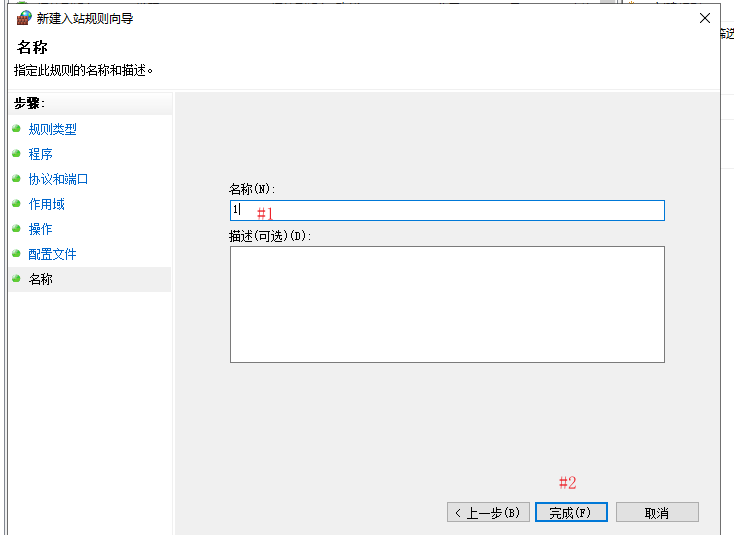 新建入站规则向导
名称
指定此规则的名称和描述。
步骤:
规则类型
程序
协议和端口
作用域
操作
配置文件
名称
名称(N):
1 #1
描述(可选)(D):
#2
< 上一步(B) 完成(F) 取消
筛选